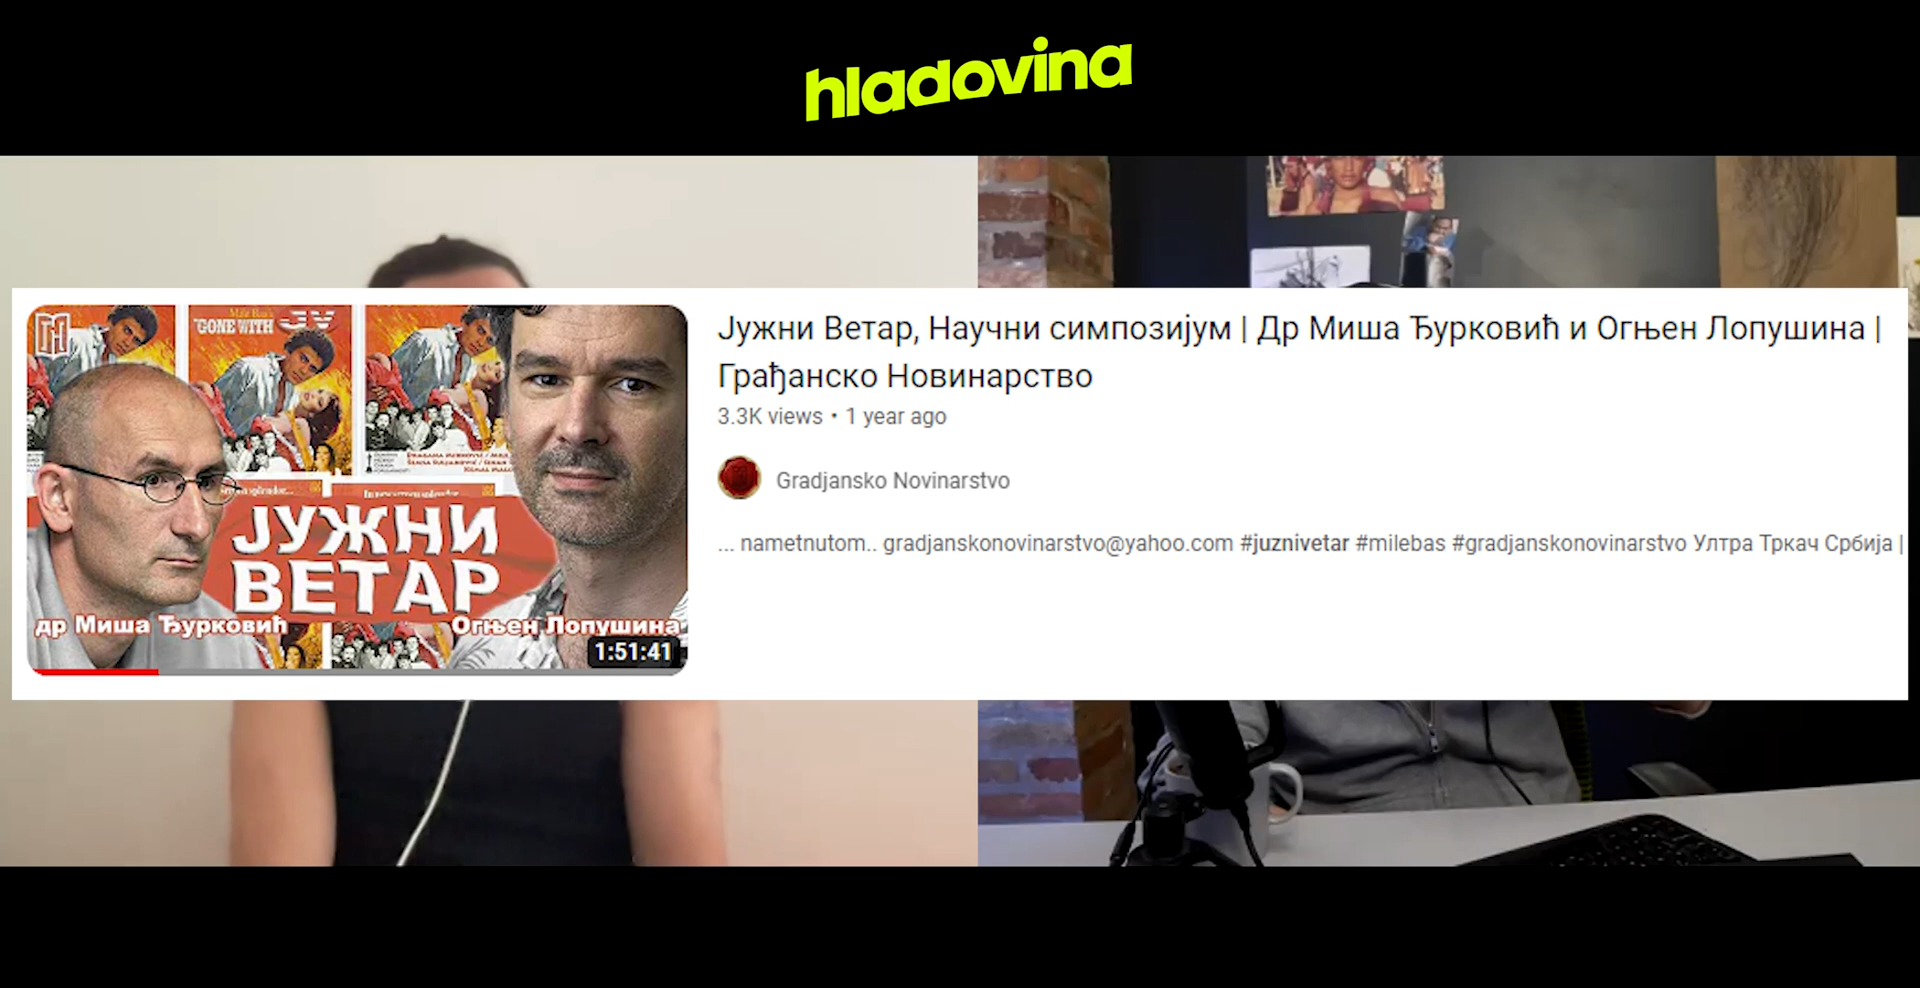 hladovina
Јужни Ветар, Научни симпозијум | Др Миша Ђурковић и Огњен Лопушина |
Грађанско Новинарство
3.3K views • 1 year ago
Gradjansko Novinarstvo
... nametnutom.. gradjanskonovinarstvo@yahoo.com #juznivetar #milebas #gradjanskonovinarstvo Ултра Тркач Србија |
"GONE WITH JV
ЈУЖНИ
ВЕТАР
др Миша Ђурковић
Огњен Лопушина
1:51:41